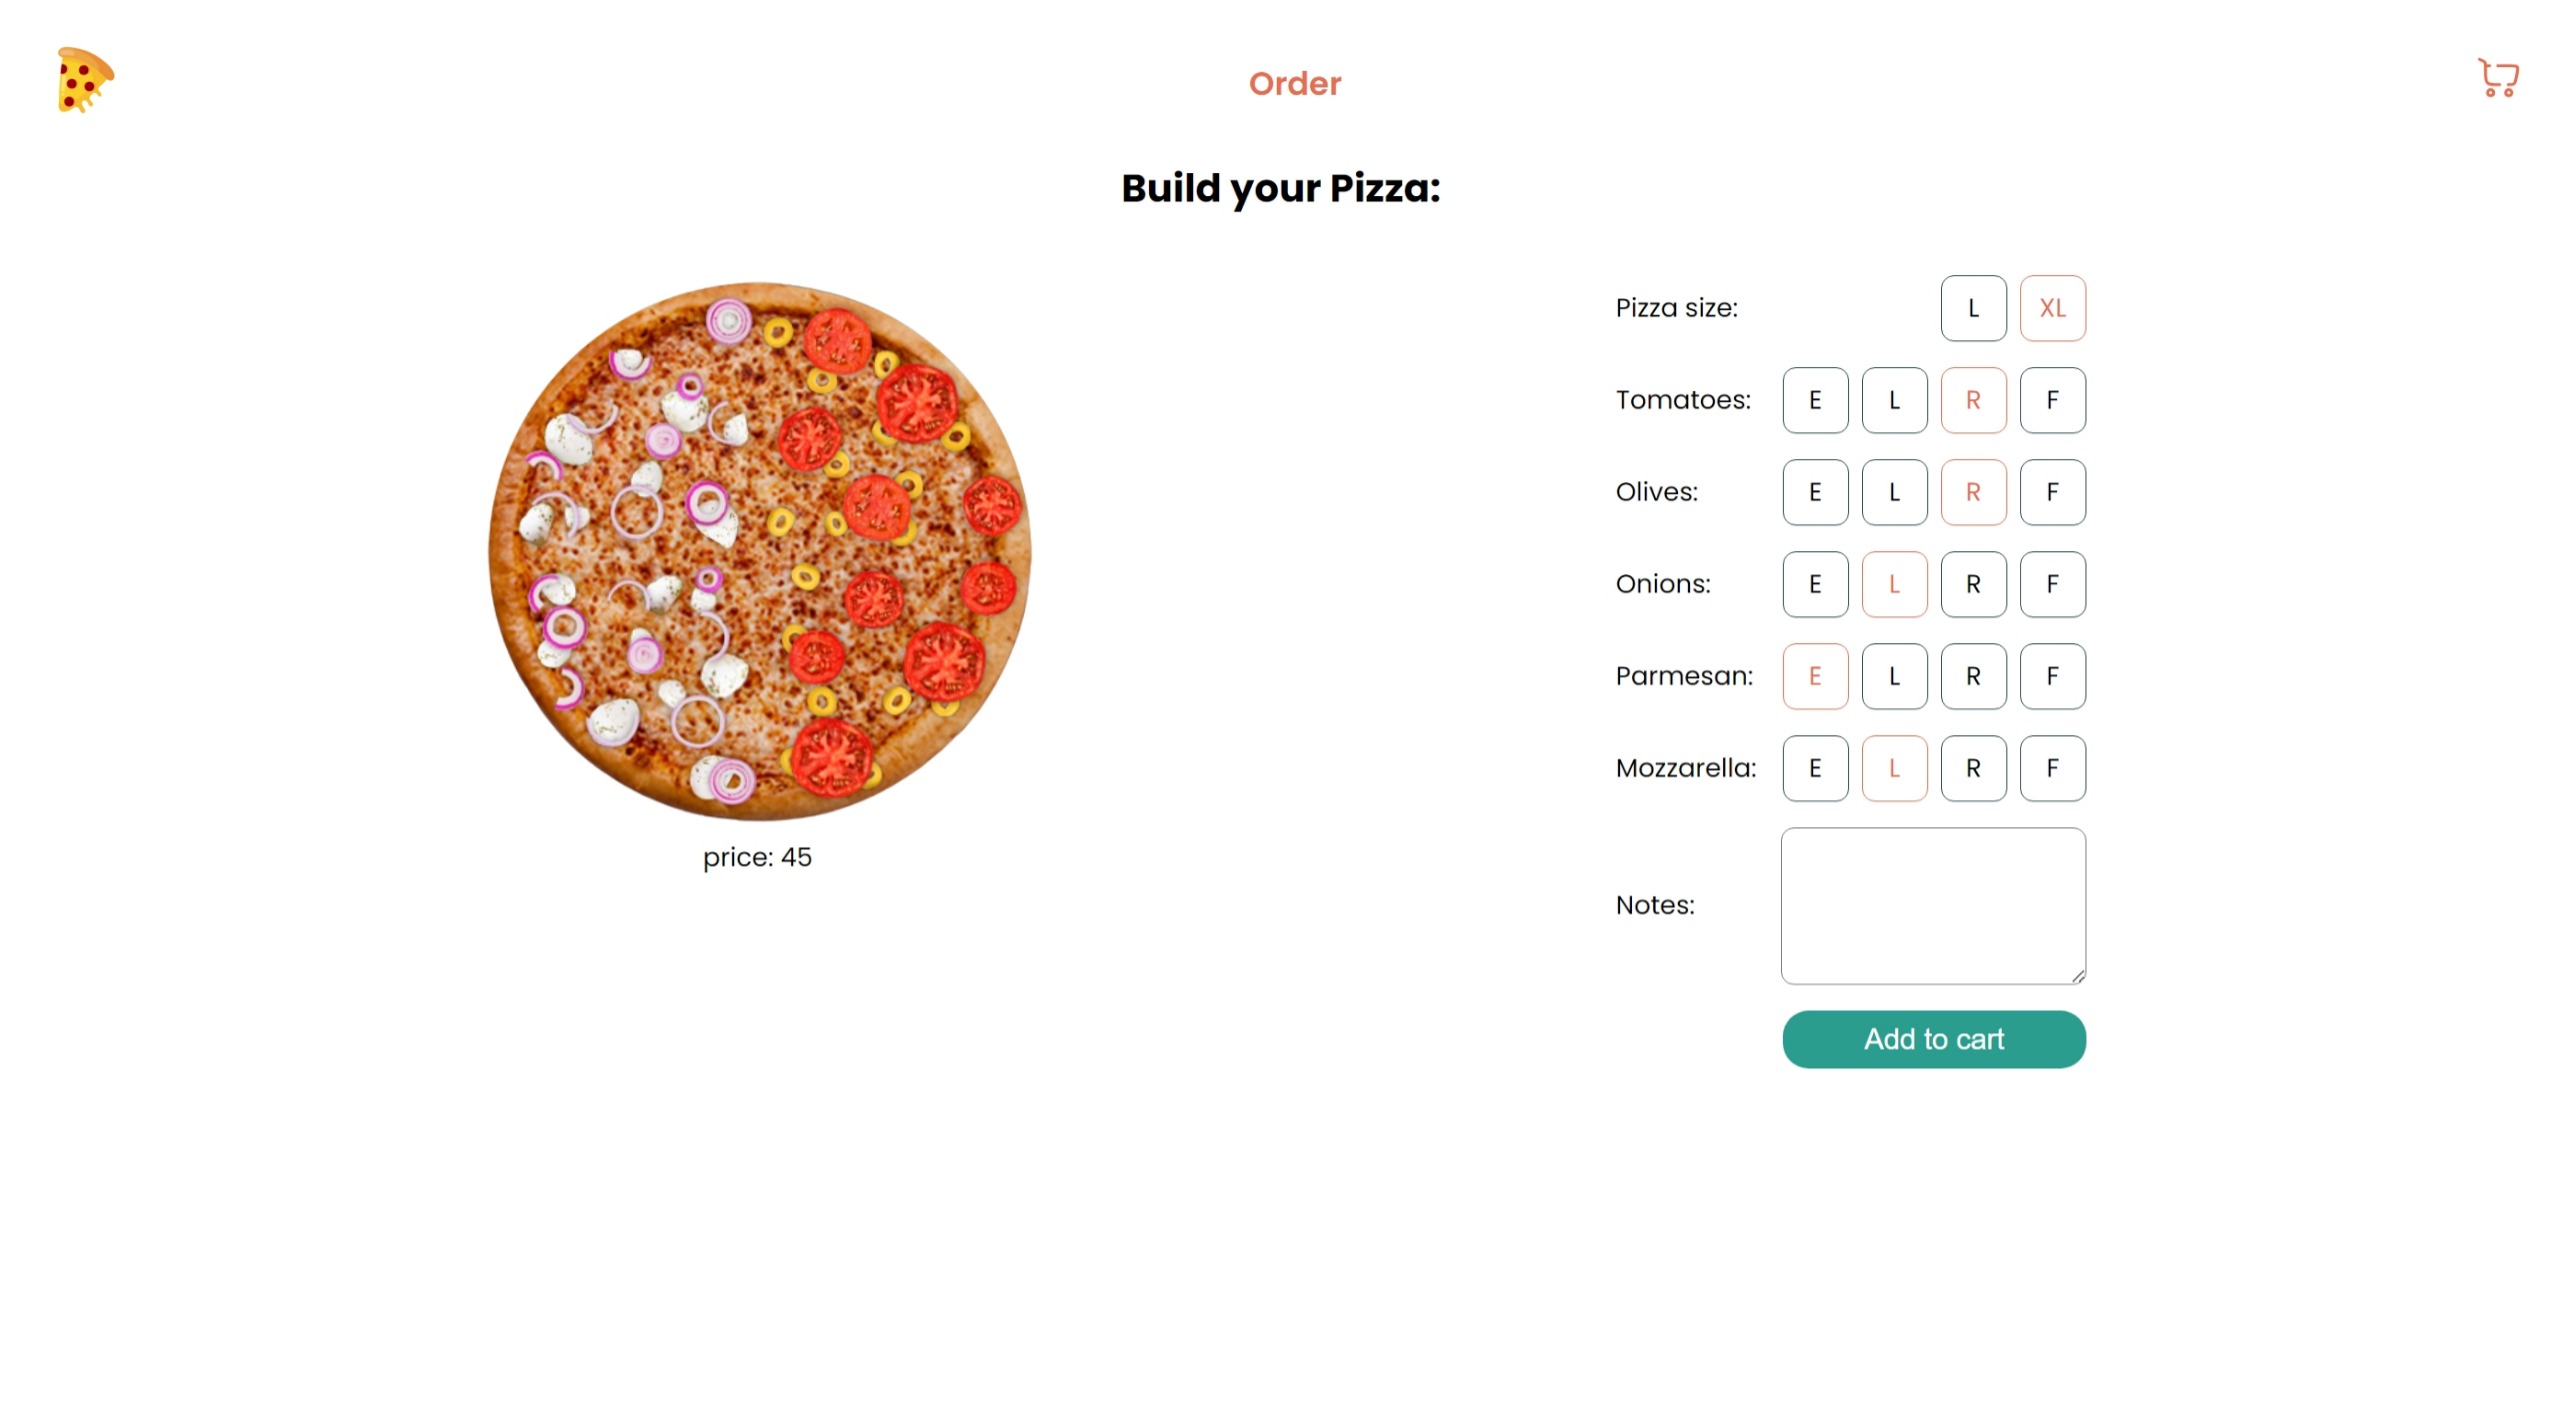 Order
Build your Pizza:
Pizza size: L XL
Tomatoes: E L R F
Olives: E L R F
Onions: E L R F
Parmesan: E L R F
Mozzarella: E L R F
price: 45
Notes:
Add to cart